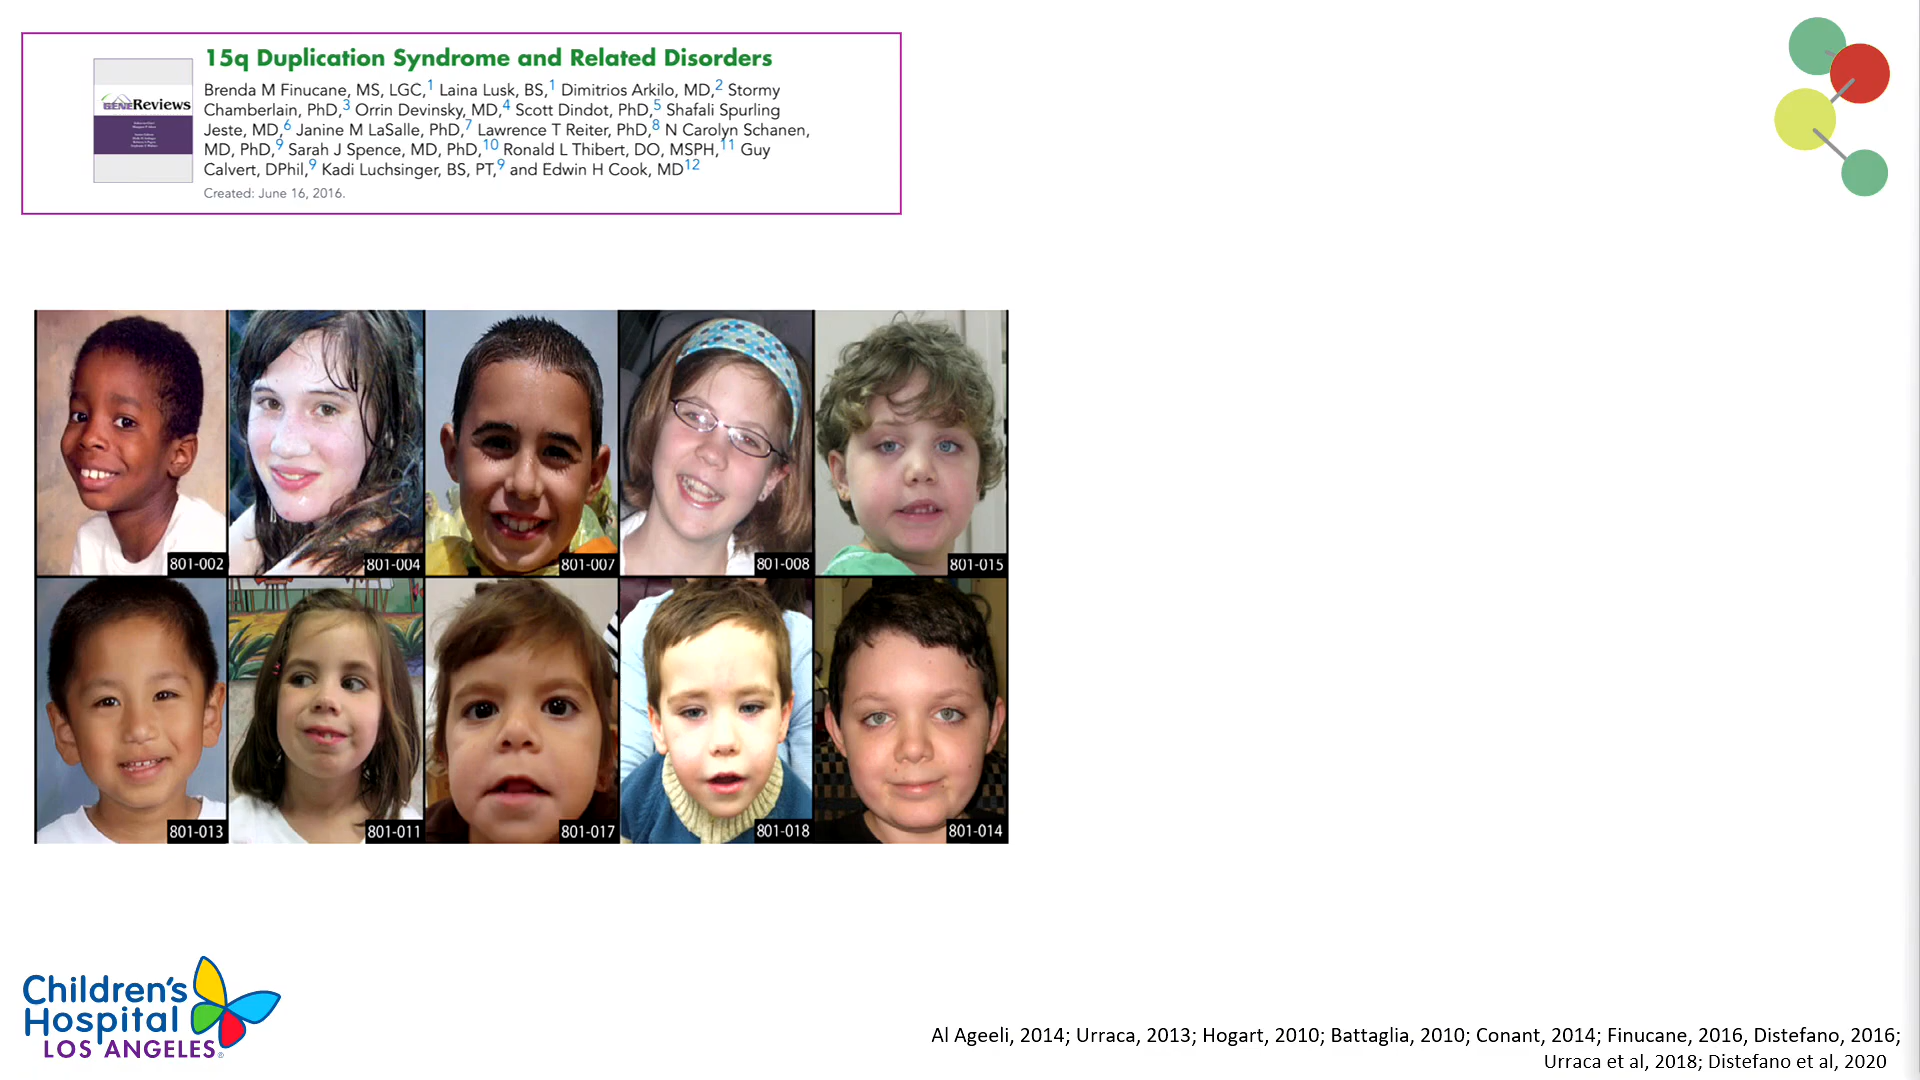 15q Duplication Syndrome and Related Disorders
GENEReviews
Brenda M Finucane, MS, LGC,1 Laina Lusk, BS,1 Dimitrios Arkilo, MD,2 Stormy
Chamberlain, PhD,3 Orrin Devinsky, MD,4 Scott Dindot, PhD,5 Shafali Spurling
Jeste, MD,6 Janine M LaSalle, PhD,7 Lawrence T Reiter, PhD,8 N Carolyn Schanen,
MD, PhD,9 Sarah J Spence, MD, PhD,10 Ronald L Thibert, DO, MSPH,11 Guy
Calvert, DPhil,9 Kadi Luchsinger, BS, PT,9 and Edwin H Cook, MD12
Created: June 16, 2016.
801-002 801-004 801-007 801-008 801-015
801-013 801-011 801-017 801-018 801-014
Children's
Hospital
LOS ANGELES®
Al Ageeli, 2014; Urraca, 2013; Hogart, 2010; Battaglia, 2010; Conant, 2014; Finucane, 2016, Distefano, 2016;
Urraca et al, 2018; Distefano et al, 2020